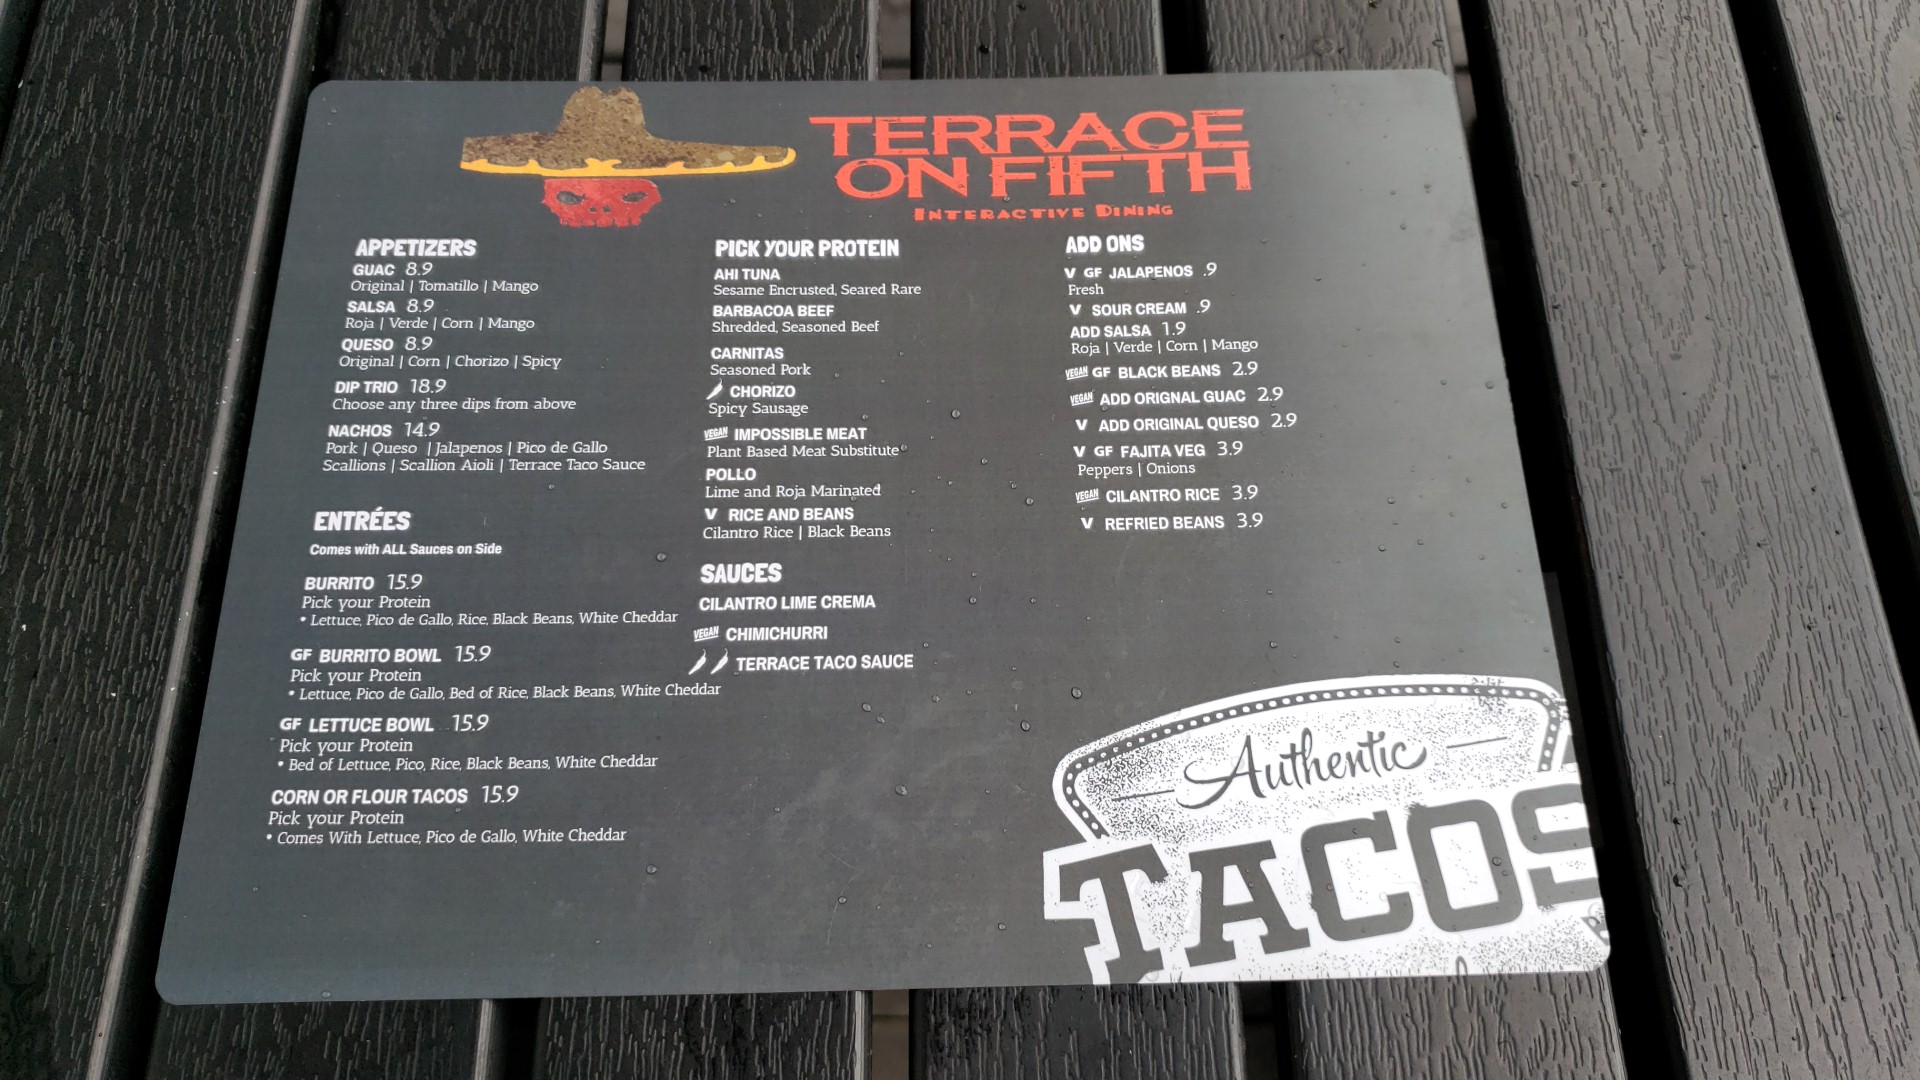 TERRACE
ON FIFTH
INTERACTIVE DINING
APPETIZERS
GUAC 8.9
Original | Tomatillo | Mango
SALSA 8.9
Roja | Verde | Corn | Mango
QUESO 8.9
Original | Corn | Chorizo | Spicy
DIP TRIO 18.9
Choose any three dips from above
NACHOS 14.9
Pork | Queso | Jalapenos | Pico de Gallo
Scallions | Scallion Aioli | Terrace Taco Sauce
ENTRÉES
Comes with ALL Sauces on Side
BURRITO 15.9
Pick your Protein
• Lettuce, Pico de Gallo, Rice, Black Beans, White Cheddar
GF BURRITO BOWL 15.9
Pick your Protein
• Lettuce, Pico de Gallo, Bed of Rice, Black Beans, White Cheddar
GF LETTUCE BOWL 15.9
Pick your Protein
• Bed of Lettuce, Pico, Rice, Black Beans, White Cheddar
CORN OR FLOUR TACOS 15.9
Pick your Protein
• Comes With Lettuce, Pico de Gallo, White Cheddar
PICK YOUR PROTEIN
AHI TUNA
Sesame Encrusted, Seared Rare
BARBACOA BEEF
Shredded, Seasoned Beef
CARNITAS
Seasoned Pork
CHORIZO
Spicy Sausage
VEGAN IMPOSSIBLE MEAT
Plant Based Meat Substitute
POLLO
Lime and Roja Marinated
V RICE AND BEANS
Cilantro Rice | Black Beans
SAUCES
CILANTRO LIME CREMA
VEGAN CHIMICHURRI
TERRACE TACO SAUCE
ADD ONS
V GF JALAPENOS .9
Fresh
V SOUR CREAM .9
ADD SALSA 1.9
Roja | Verde | Corn | Mango
VEGAN GF BLACK BEANS 2.9
VEGAN ADD ORIGNAL GUAC 2.9
V ADD ORIGINAL QUESO 2.9
V GF FAJITA VEG 3.9
Peppers | Onions
VEGAN CILANTRO RICE 3.9
V REFRIED BEANS 3.9
Authentic
TACOS